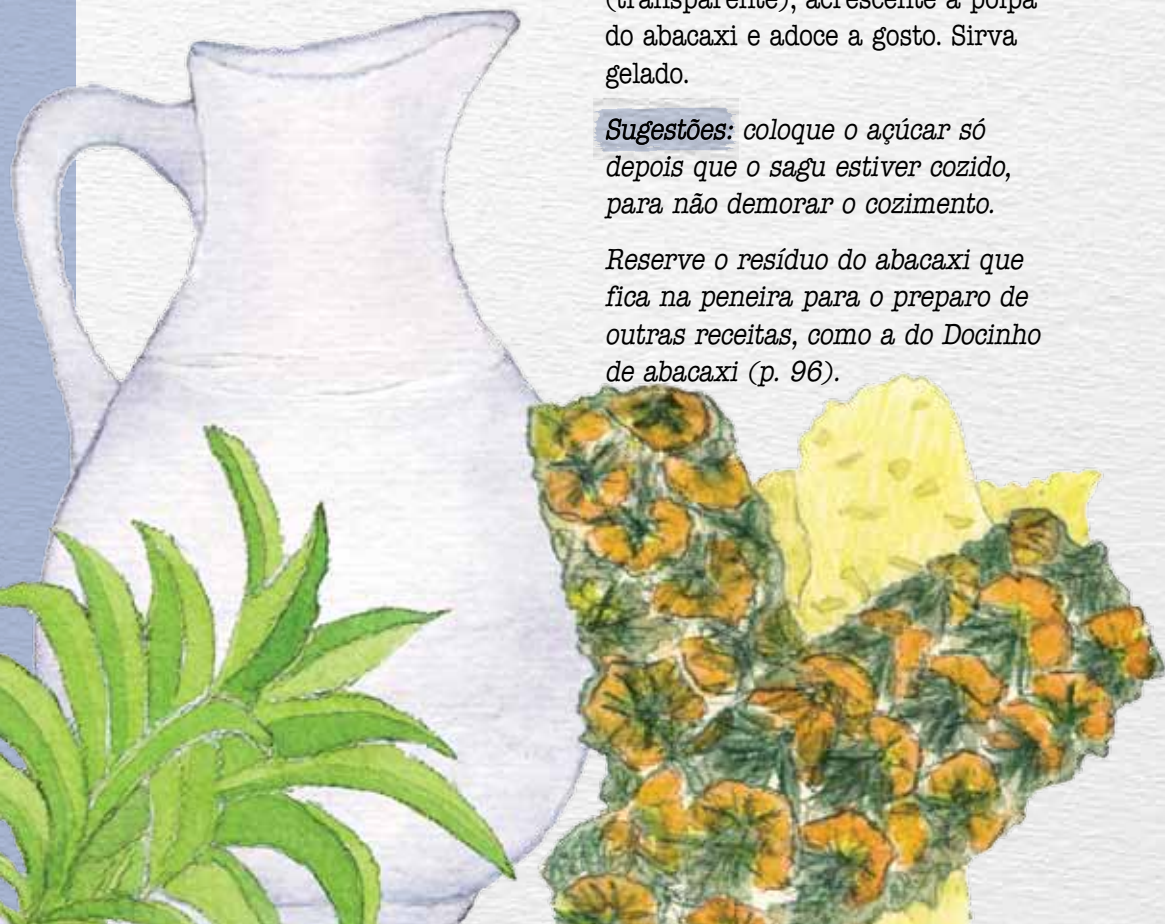 (transparente), acrescente a polpa
do abacaxi e adoce a gosto. Sirva
gelado.
Sugestões: coloque o açúcar só
depois que o sagu estiver cozido,
para não demorar o cozimento.
Reserve o resíduo do abacaxi que
fica na peneira para o preparo de
outras receitas, como a do Docinho
de abacaxi (p. 96).